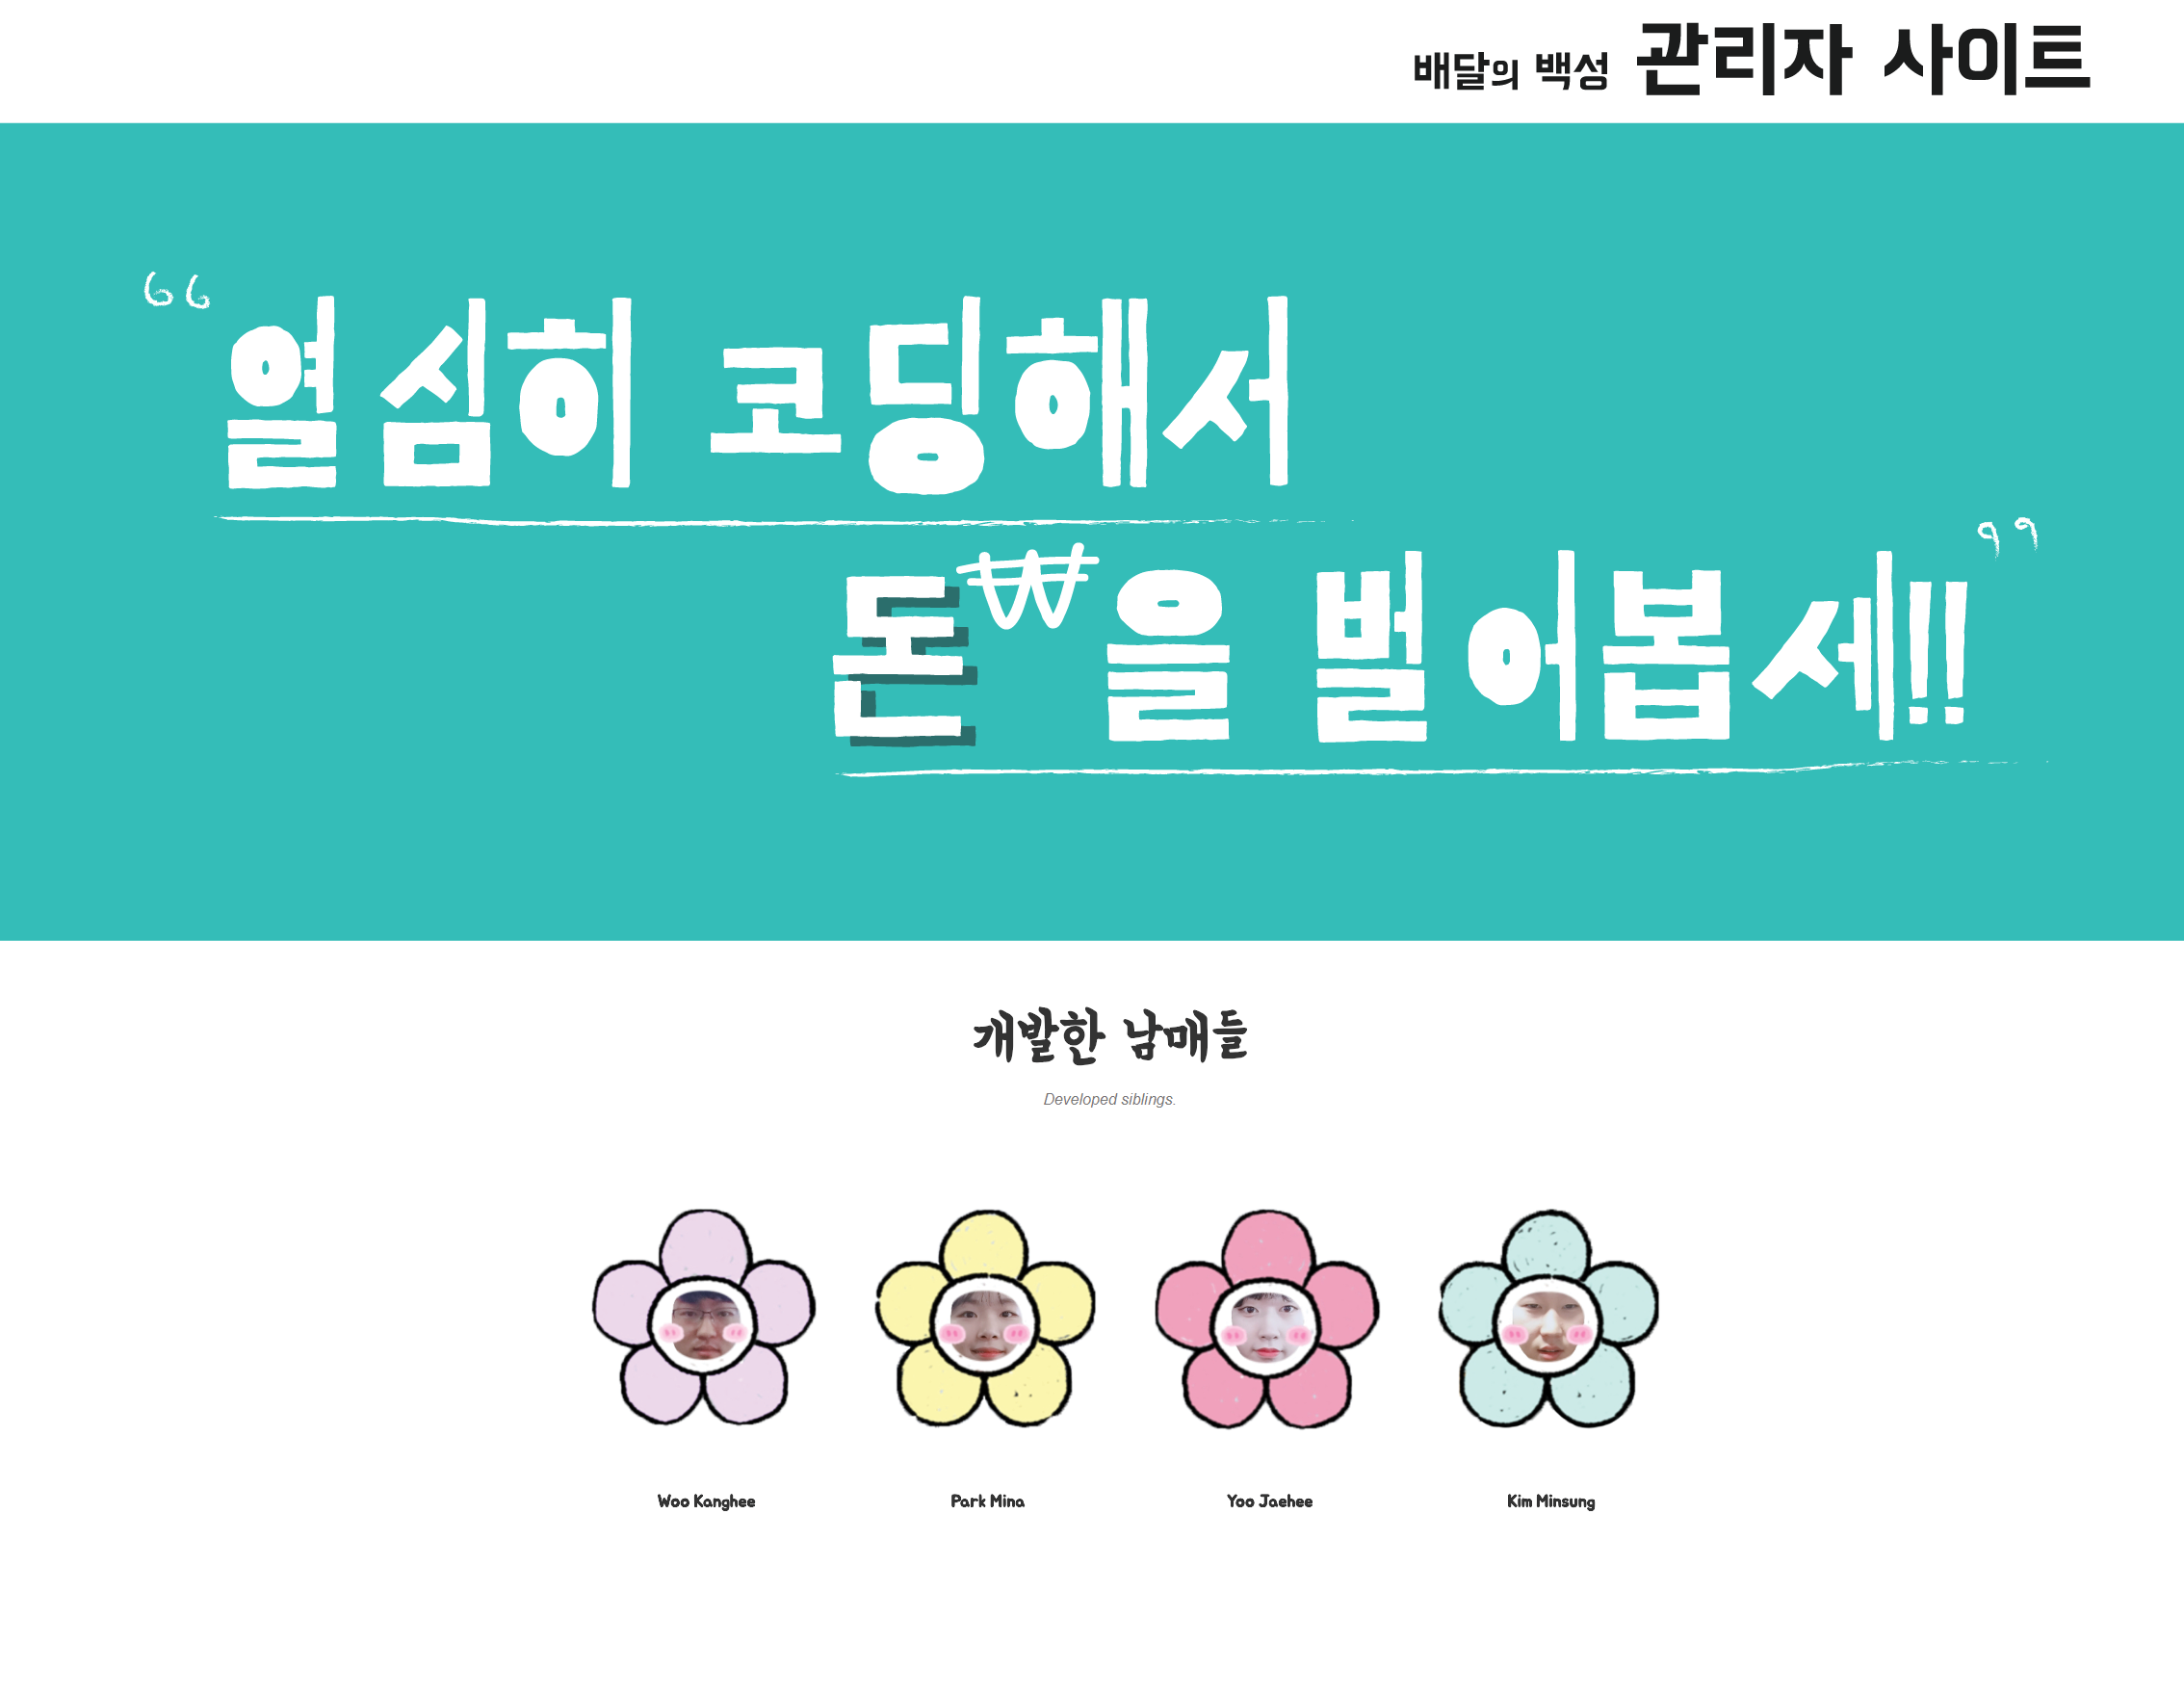 배달의 백성 관리자 사이트
“열심히 코딩해서
돈₩을 벌어봅세!!”
개발한 남매들
Developed siblings.
Woo Kanghee Park Mina Yoo Jaehee Kim Minsung